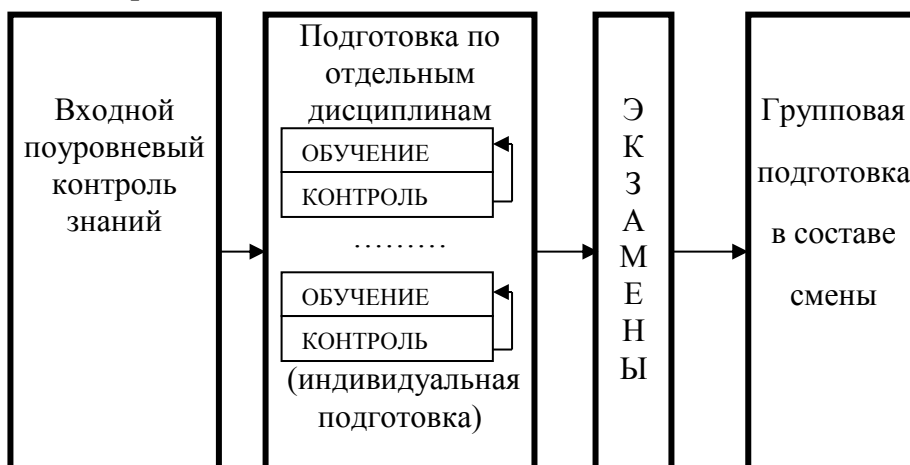 Входной
поуровневый
контроль
знаний
Подготовка по
отдельным
дисциплинам
ОБУЧЕНИЕ
КОНТРОЛЬ
………
ОБУЧЕНИЕ
КОНТРОЛЬ
(индивидуальная
подготовка)
Э
К
З
А
М
Е
Н
Ы
Групповая
подготовка
в составе
смены